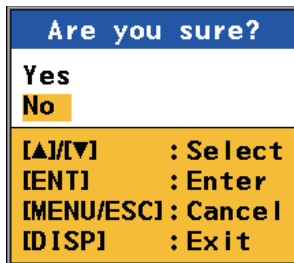 Are you sure?
Yes
No
[▲]/[▼] :Select
[ENT] :Enter
[MENU/ESC]:Cancel
[DISP] :Exit